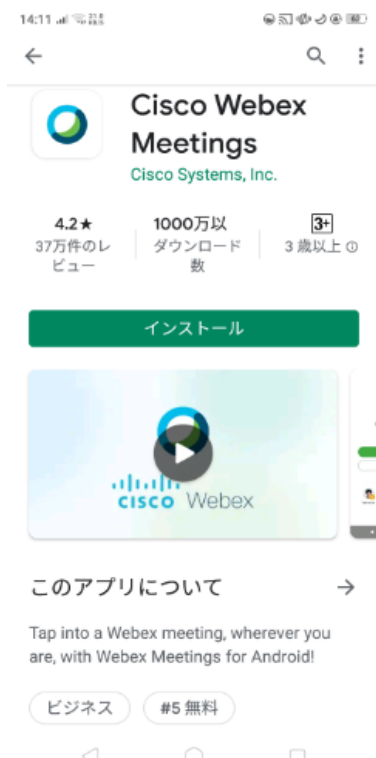 14:11
Cisco Webex
Meetings
Cisco Systems, Inc.
4.2★
37万件のレ
ビュー
1000万以
ダウンロード
数
3+
3 歳以上
インストール
CISCO Webex
このアプリについて
Tap into a Webex meeting, wherever you
are, with Webex Meetings for Android!
ビジネス
#5 無料